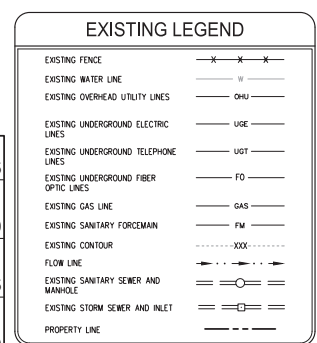 EXISTING LEGEND
EXISTING FENCE X X X
EXISTING WATER LINE W
EXISTING OVERHEAD UTILITY LINES OHU
EXISTING UNDERGROUND ELECTRIC UGE
LINES
EXISTING UNDERGROUND TELEPHONE UGT
LINES
EXISTING UNDERGROUND FIBER FO
OPTIC LINES
EXISTING GAS LINE GAS
EXISTING SANITARY FORCEMAIN FM
EXISTING CONTOUR XXX
FLOW LINE
EXISTING SANITARY SEWER AND
MANHOLE
EXISTING STORM SEWER AND INLET
PROPERTY LINE